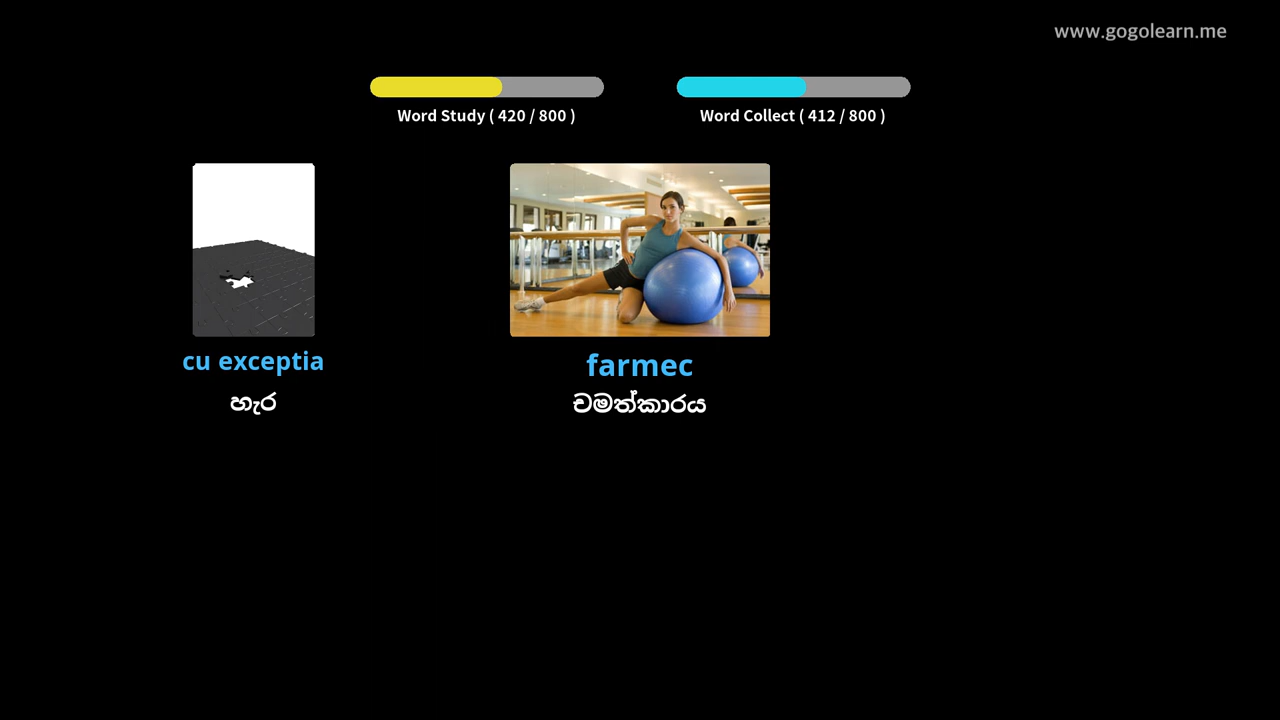 www.gogolearn.me
Word Study ( 420 / 800 )
Word Collect ( 412 / 800 )
cu exceptia
හැර
farmec
චමත්කාරය